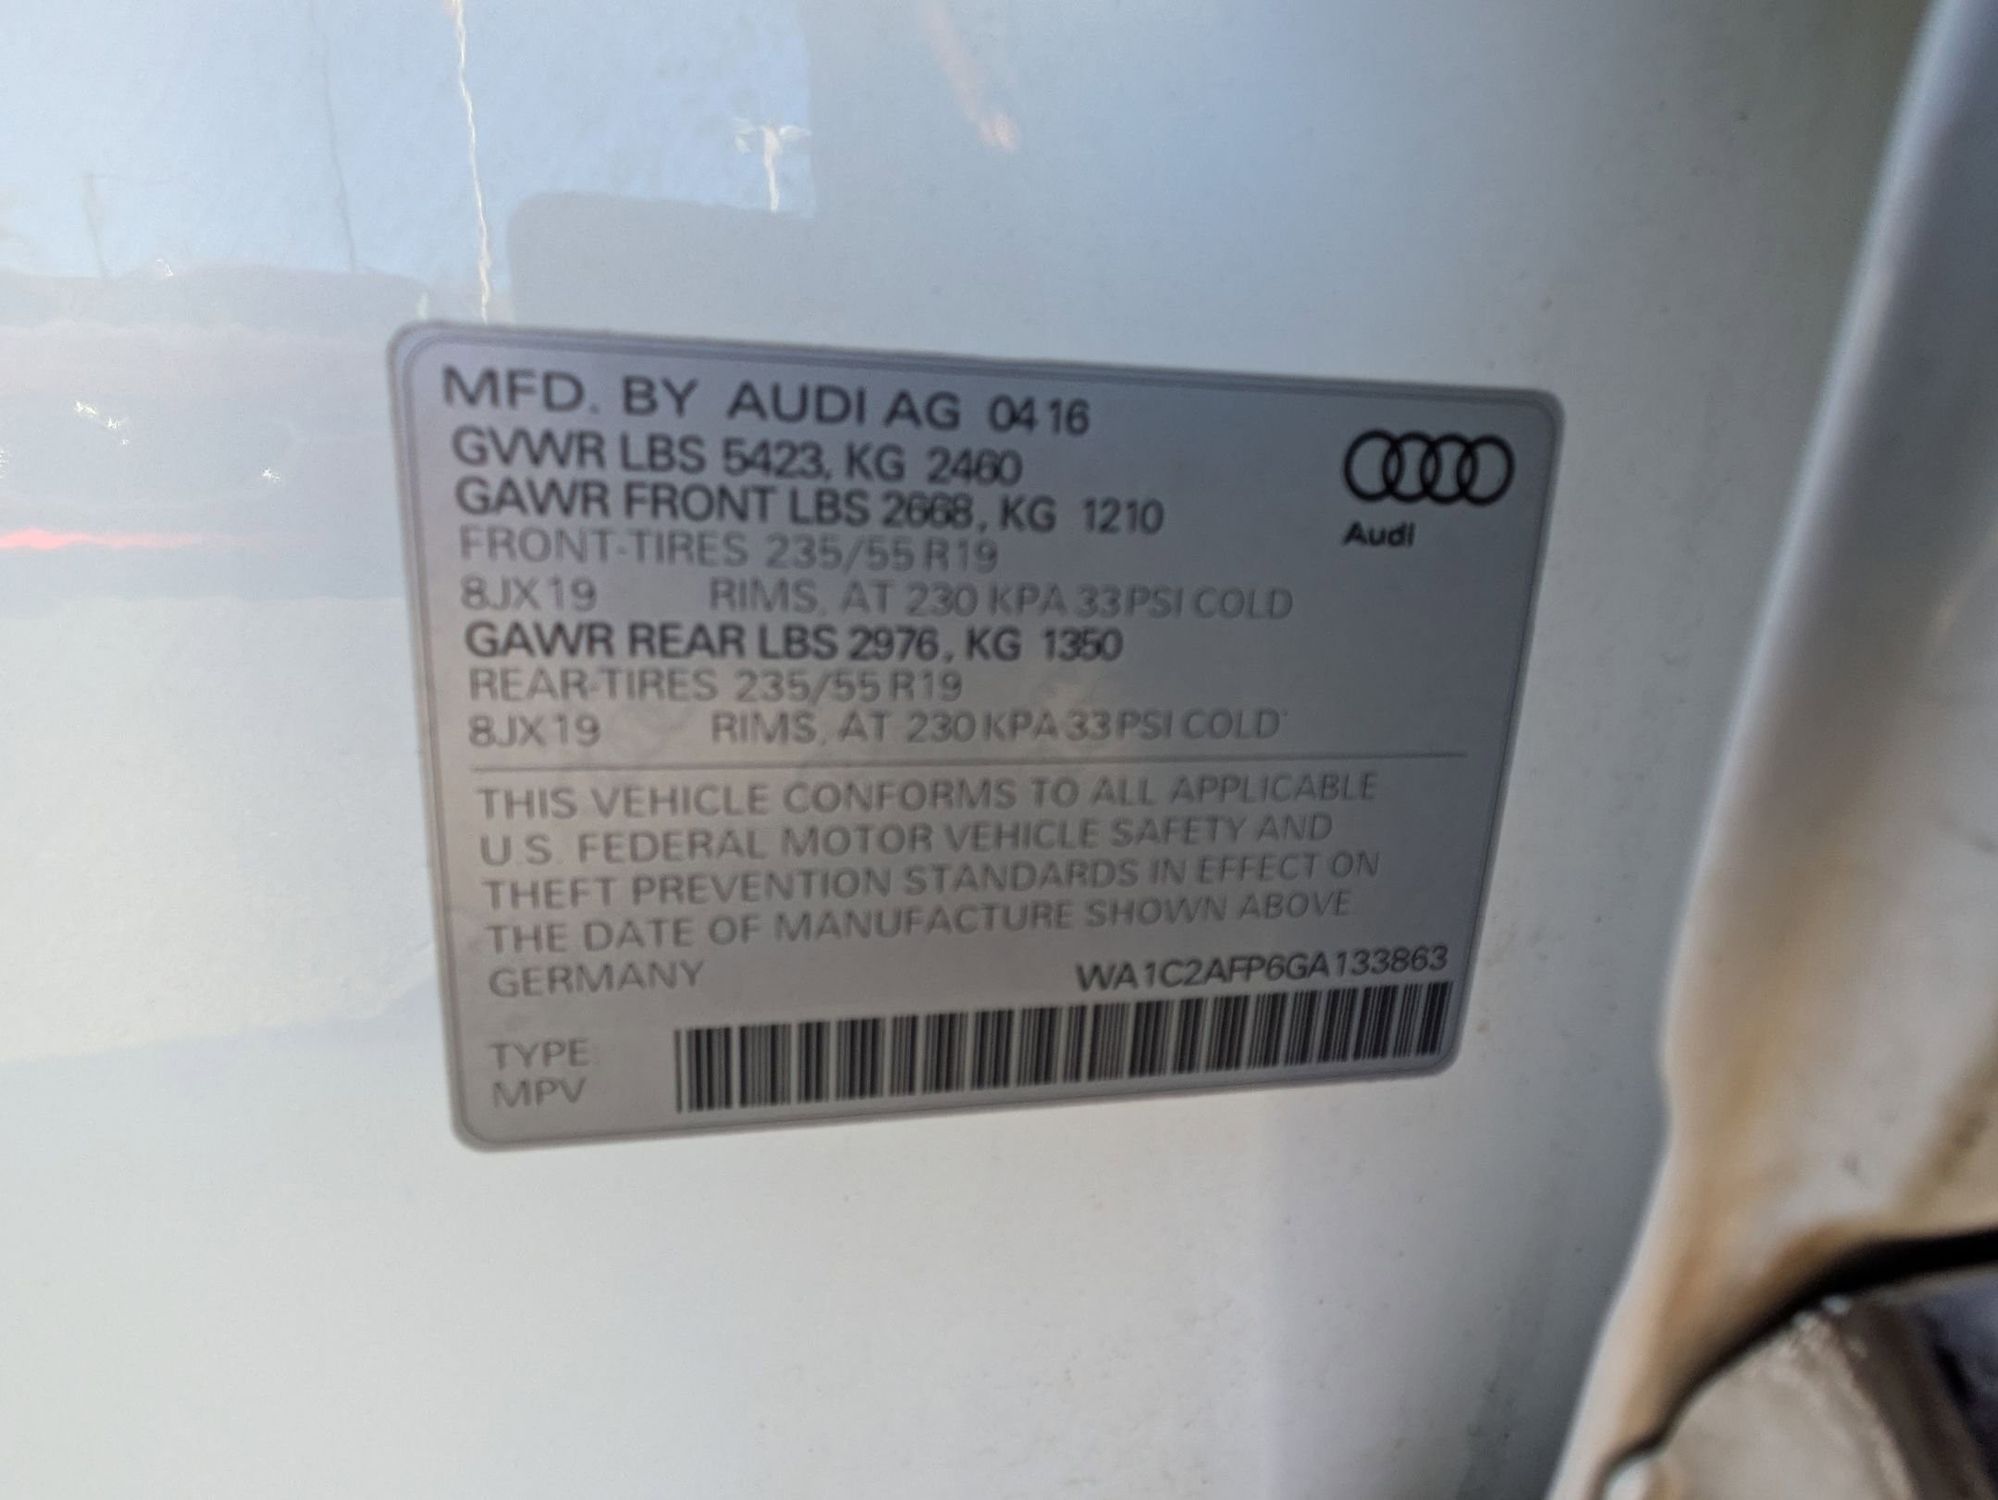 MFD. BY AUDI AG 04 16
GVWR LBS 5423, KG 2460
GAWR FRONT LBS 2668, KG 1210
FRONT-TIRES 235/55 R19
8JX19 RIMS, AT 230 KPA 33 PSI COLD
GAWR REAR LBS 2976, KG 1350
REAR-TIRES 235/55 R19
8JX19 RIMS, AT 230 KPA 33 PSI COLD
Audi
THIS VEHICLE CONFORMS TO ALL APPLICABLE
U.S. FEDERAL MOTOR VEHICLE SAFETY AND
THEFT PREVENTION STANDARDS IN EFFECT ON
THE DATE OF MANUFACTURE SHOWN ABOVE
GERMANY WA1C2AFP6GA133863
TYPE:
MPV